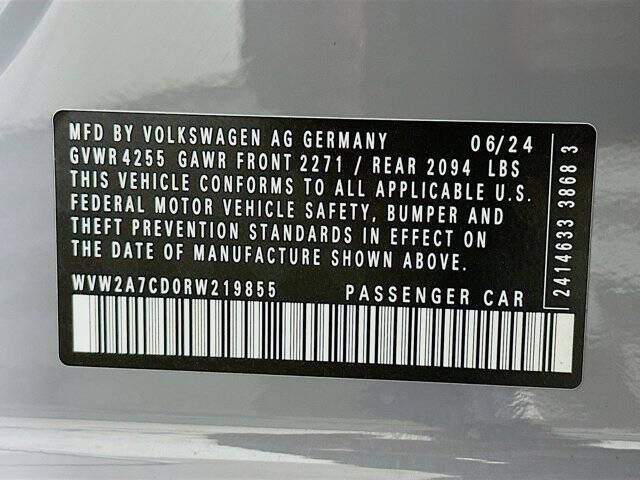 MFD BY VOLKSWAGEN AG GERMANY 06/24
GVWR 4255 GAWR FRONT 2271 / REAR 2094 LBS
THIS VEHICLE CONFORMS TO ALL APPLICABLE U.S.
FEDERAL MOTOR VEHICLE SAFETY, BUMPER AND
THEFT PREVENTION STANDARDS IN EFFECT ON
THE DATE OF MANUFACTURE SHOWN ABOVE.
WVW2A7CD0RW219855 PASSENGER CAR
2414633 3868 3